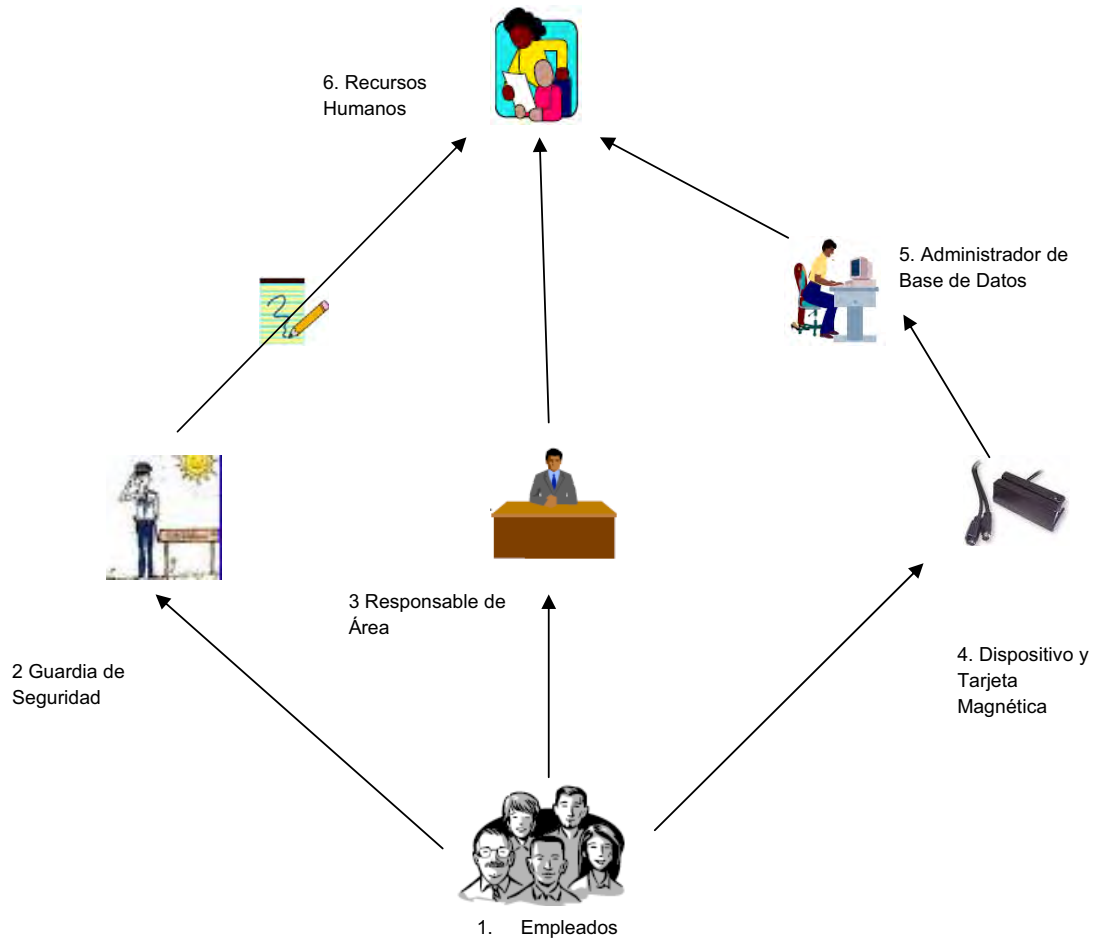 6. Recursos
Humanos
5. Administrador de
Base de Datos
3 Responsable de
Área
2 Guardia de
Seguridad
4. Dispositivo y
Tarjeta
Magnética
1. Empleados